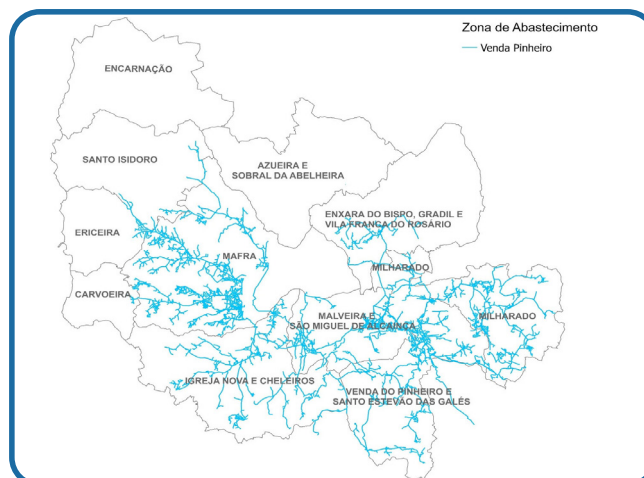 Zona de Abastecimento
Venda Pinheiro
ENCARNAÇÃO
SANTO ISIDORO
AZUEIRA E
SOBRAL DA ABELHEIRA
ERICEIRA
ENXARA DO BISPO, GRADIL E
VILA FRANCA DO ROSÁRIO
MAFRA
MILHARADO
CARVOEIRA
MALVEIRA E
SÃO MIGUEL DE ALCAINÇA
MILHARADO
IGREJA NOVA E CHELEIROS
VENDA DO PINHEIRO E
SANTO ESTEVÃO DAS GALÉS